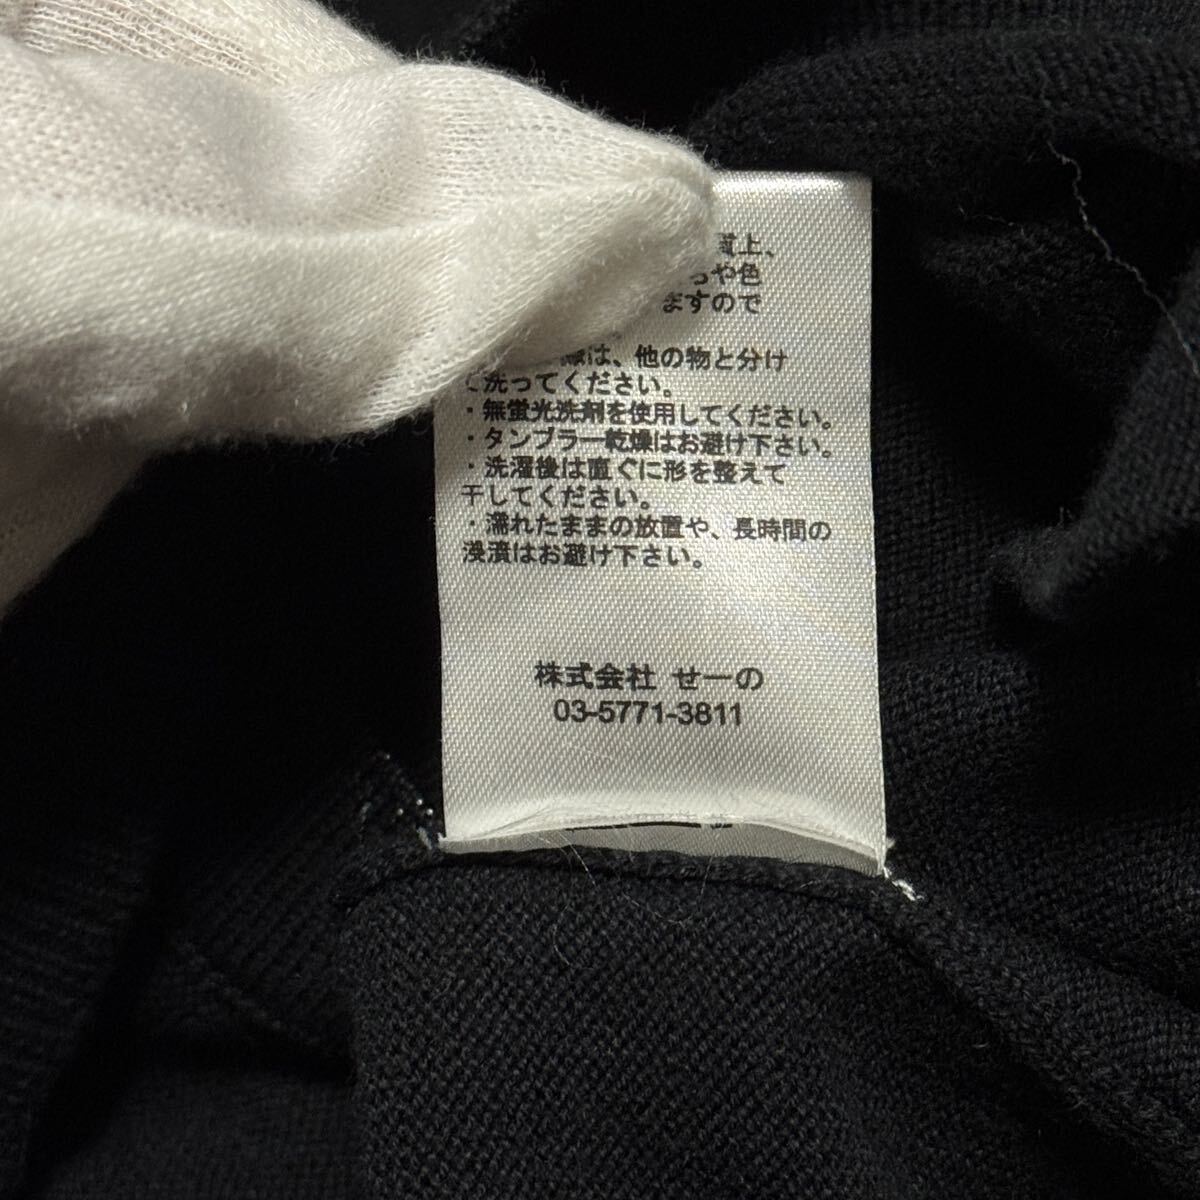 質上、
や色
ますので
は、他の物と分け
て洗ってください。
・無蛍光洗剤を使用してください。
・タンブラー乾燥はお避け下さい。
・洗濯後は直ぐに形を整えて
干してください。
・濡れたままの放置や、長時間の
浸漬はお避け下さい。
株式会社 せーの
03-5771-3811